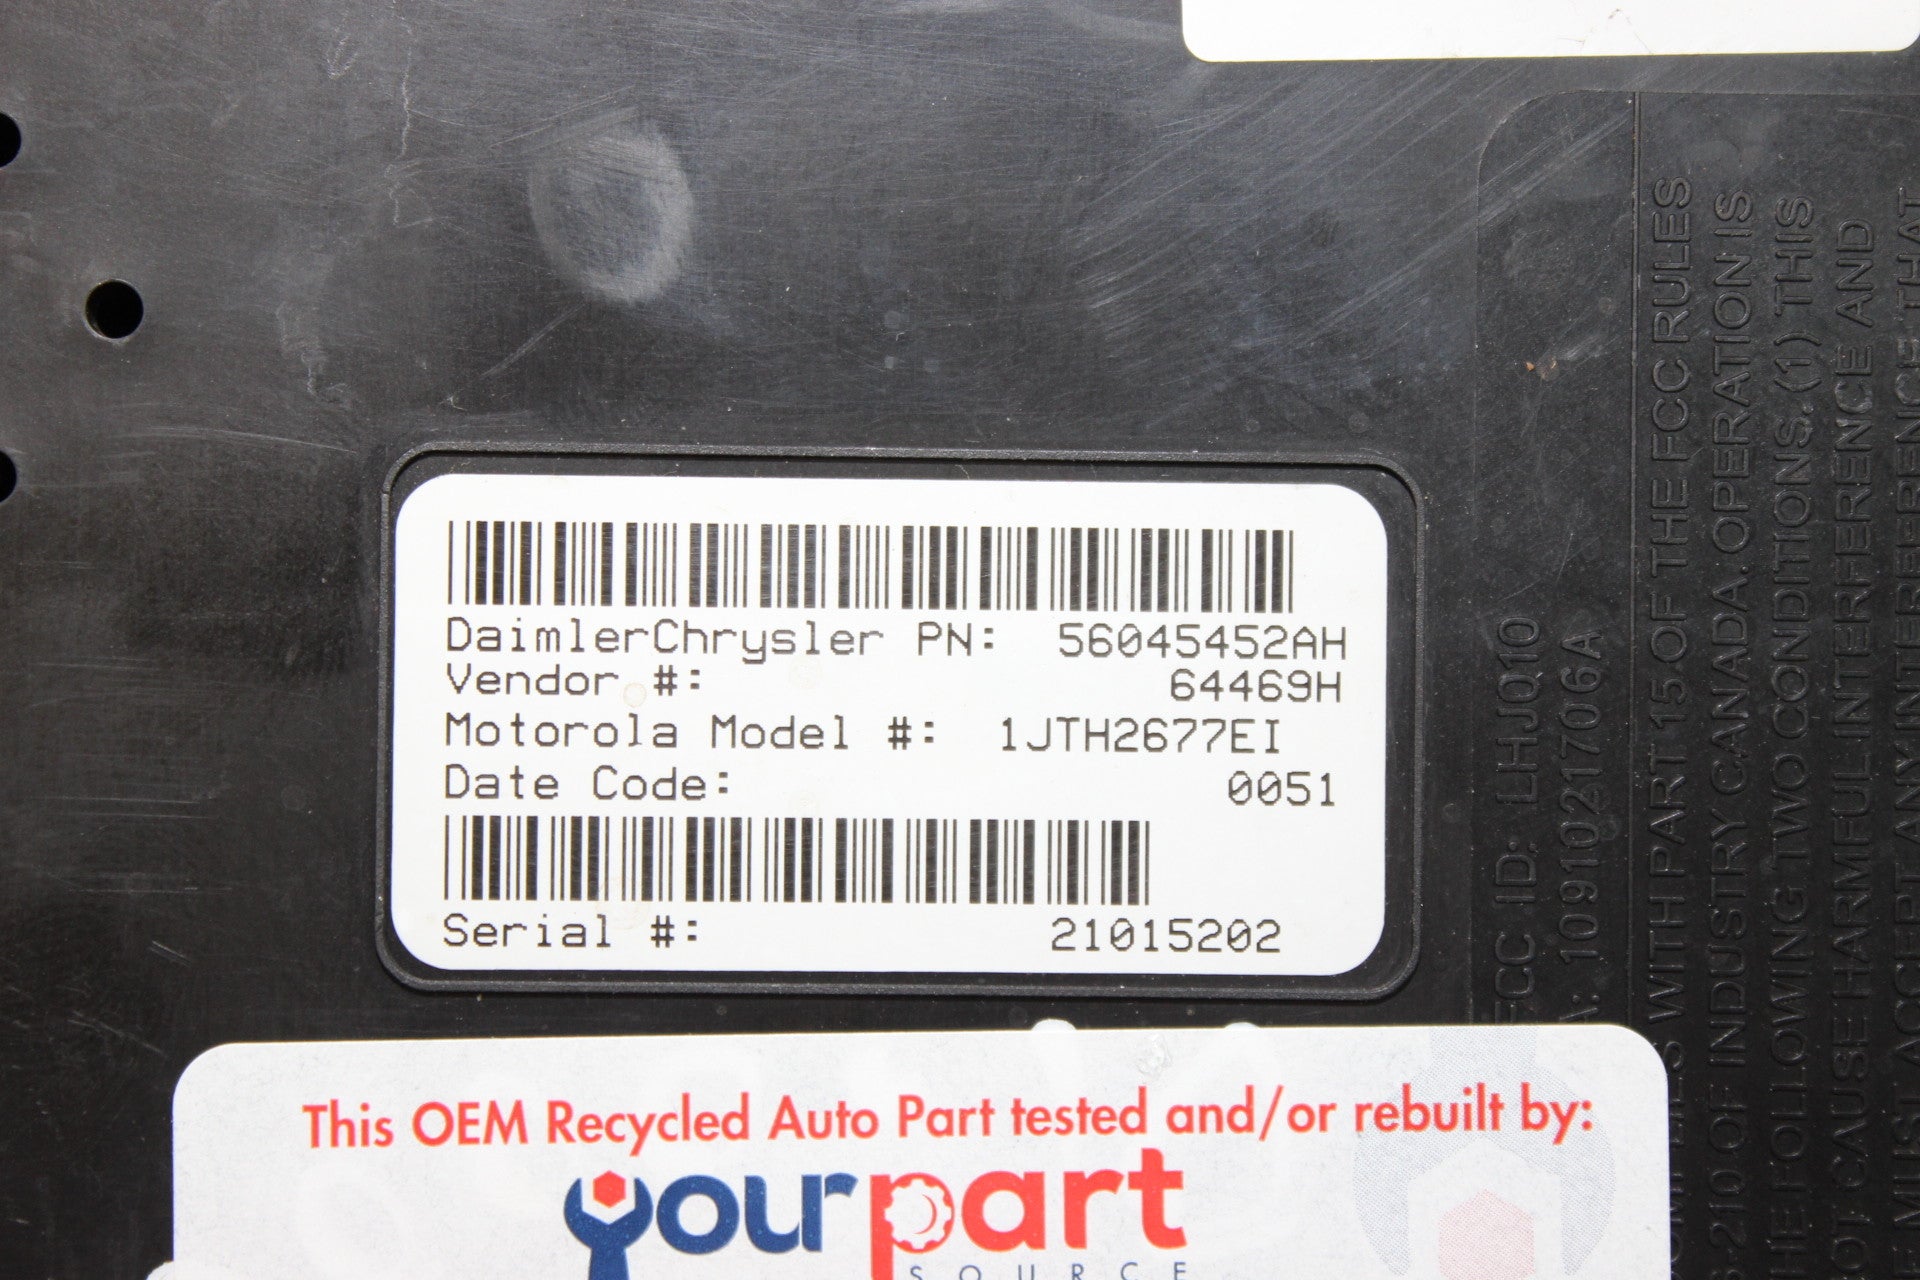 DaimlerChrysler PN: 56045452AH
Vendor #: 64469H
Motorola Model #: 1JTH2677EI
Date Code: 0051
Serial #: 21015202
This OEM Recycled Auto Part tested and/or rebuilt by:
yourpart
SOURCE
FCC ID: LHJQ10
A: 1091021706A
WITH PART 15 OF THE FCC RULES
210 OF INDUSTRY CANADA. OPERATION IS
THE FOLLOWING TWO CONDITIONS. (1) THIS
NOT CAUSE HARMFUL INTERFERENCE AND
MUST ACCEPT ANY INTERFERENCE THAT